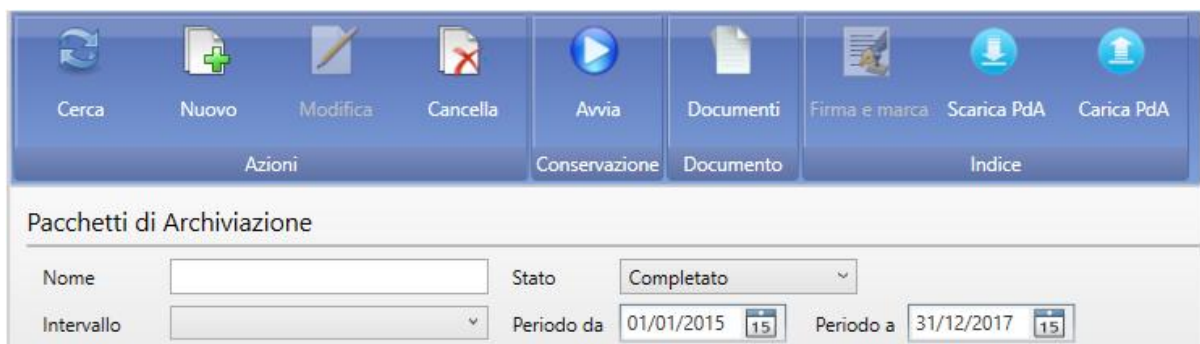 Cerca Nuovo Modifica Cancella Avvia Documenti Firma e marca Scarica PdA Carica PdA
Azioni Conservazione Documento Indice
Pacchetti di Archiviazione
Nome Stato Completato
Intervallo Periodo da 01/01/2015 15 Periodo a 31/12/2017 15